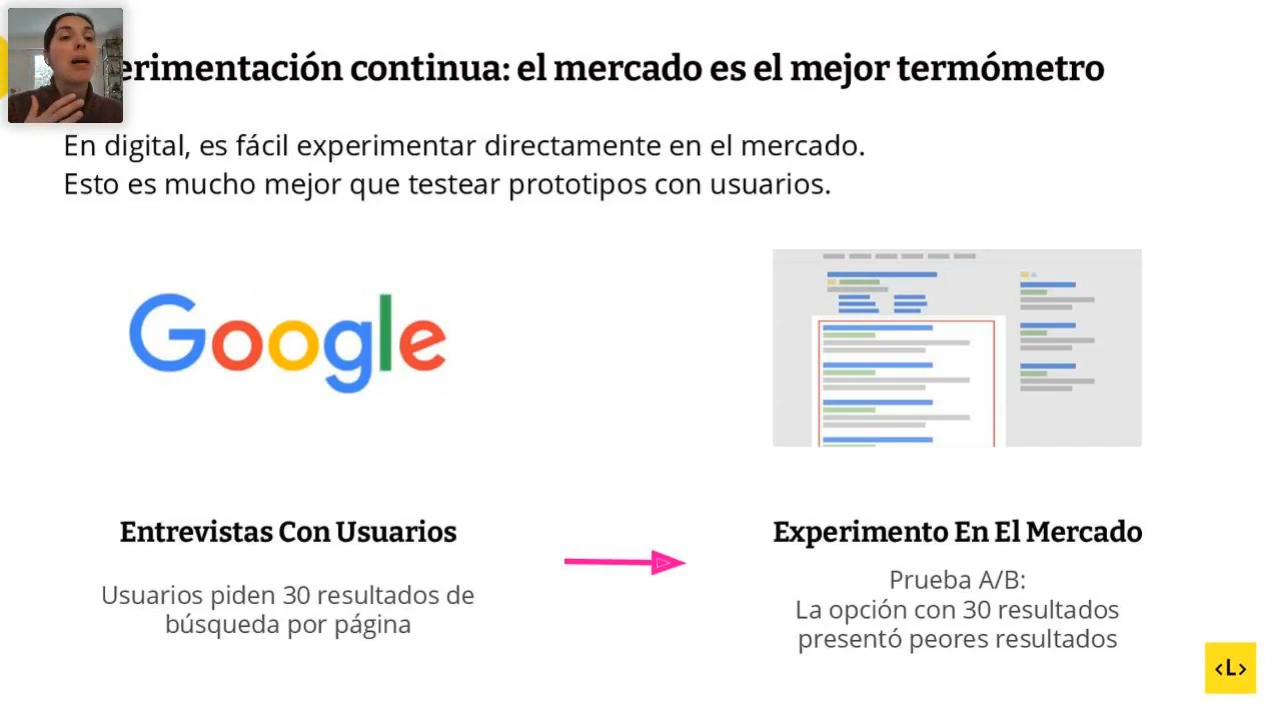 erimentación continua: el mercado es el mejor termómetro
En digital, es fácil experimentar directamente en el mercado.
Esto es mucho mejor que testear prototipos con usuarios.
Google
Entrevistas Con Usuarios
Usuarios piden 30 resultados de
búsqueda por página
Experimento En El Mercado
Prueba A/B:
La opción con 30 resultados
presentó peores resultados
<L>